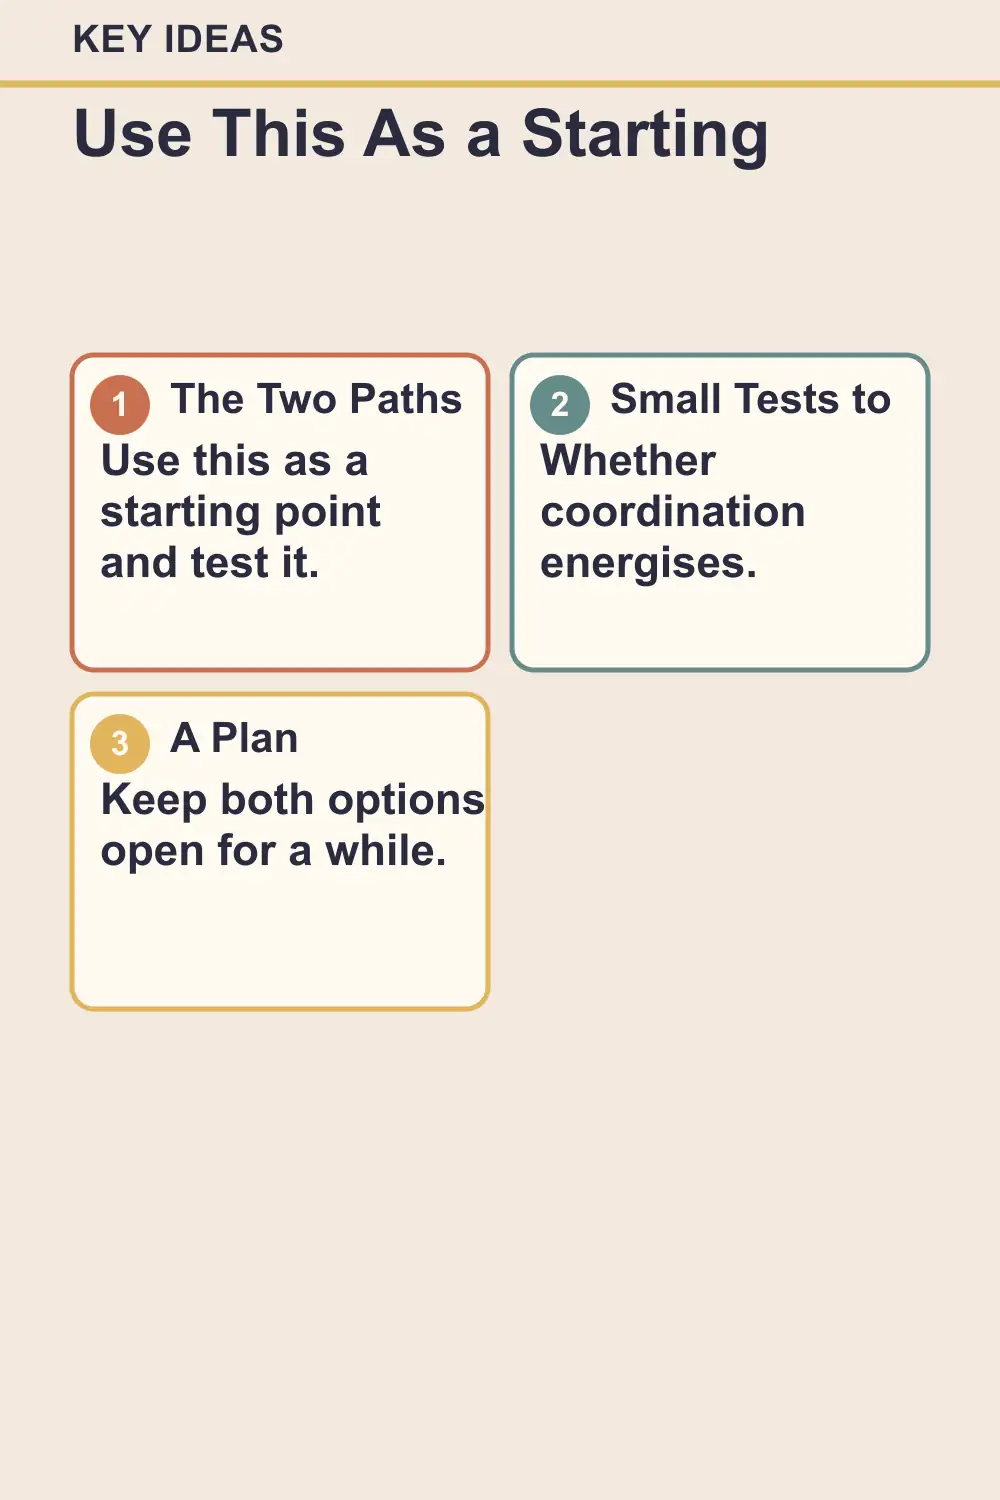 KEY IDEAS
Use This As a Starting
1 The Two Paths
Use this as a
starting point
and test it.
2 Small Tests to
Whether
coordination
energises.
3 A Plan
Keep both options
open for a while.